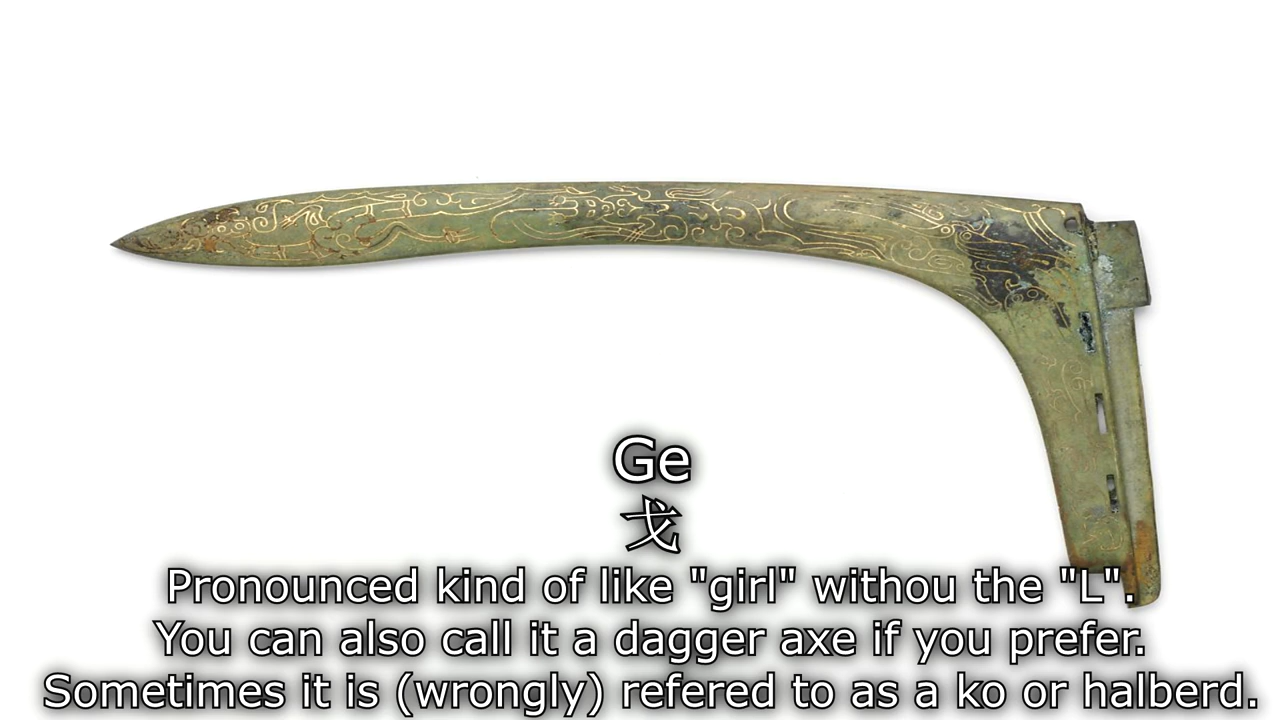 Ge
戈
Pronounced kind of like "girl" withou the "L".
You can also call it a dagger axe if you prefer.
Sometimes it is (wrongly) refered to as a ko or halberd.